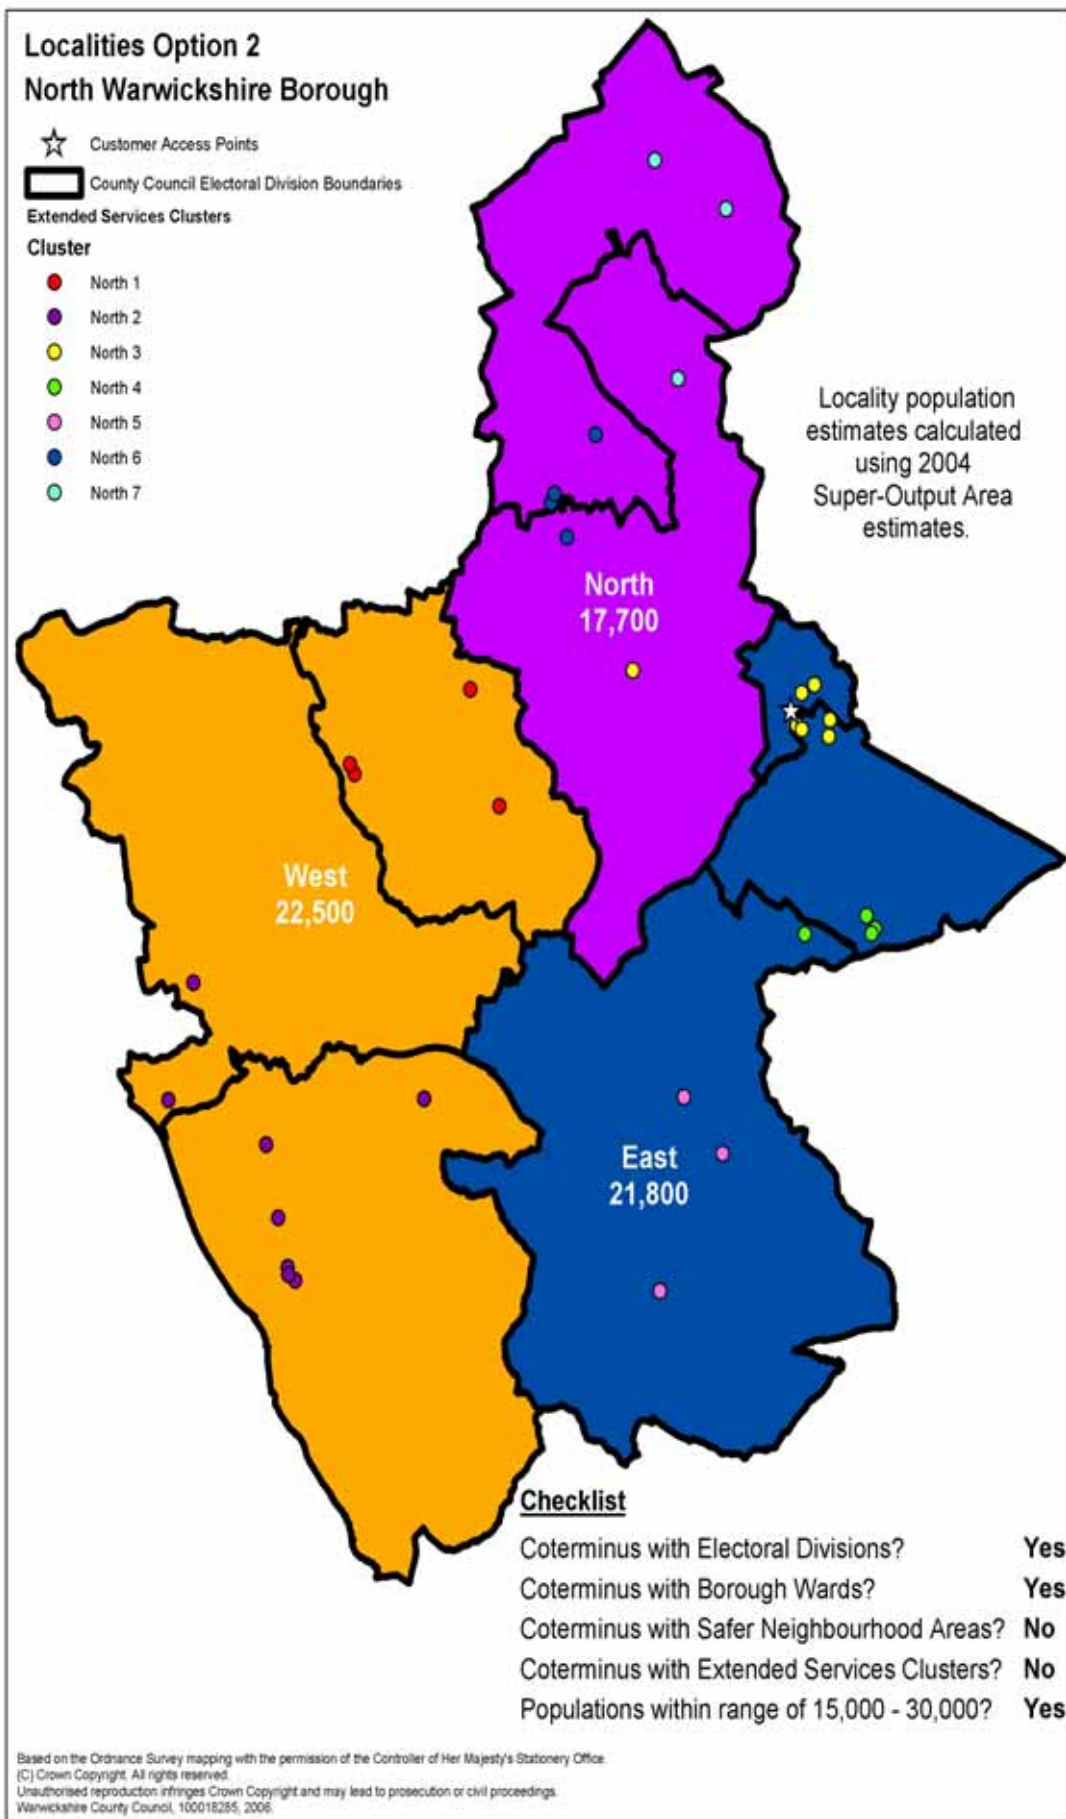 Localities Option 2
North Warwickshire Borough
Customer Access Points
County Council Electoral Division Boundaries
Extended Services Clusters
Cluster
North 1
North 2
North 3
North 4
North 5
North 6
North 7
Locality population
estimates calculated
using 2004
Super-Output Area
estimates.
North
17,700
West
22,500
East
21,800
Checklist
Coterminus with Electoral Divisions? Yes
Coterminus with Borough Wards? Yes
Coterminus with Safer Neighbourhood Areas? No
Coterminus with Extended Services Clusters? No
Populations within range of 15,000 - 30,000? Yes
Based on the Ordnance Survey mapping with the permission of the Controller of Her Majesty's Stationery Office.
(C) Crown Copyright. All rights reserved.
Unauthorised reproduction infringes Crown Copyright and may lead to prosecution or civil proceedings.
Warwickshire County Council, 100018285, 2006.